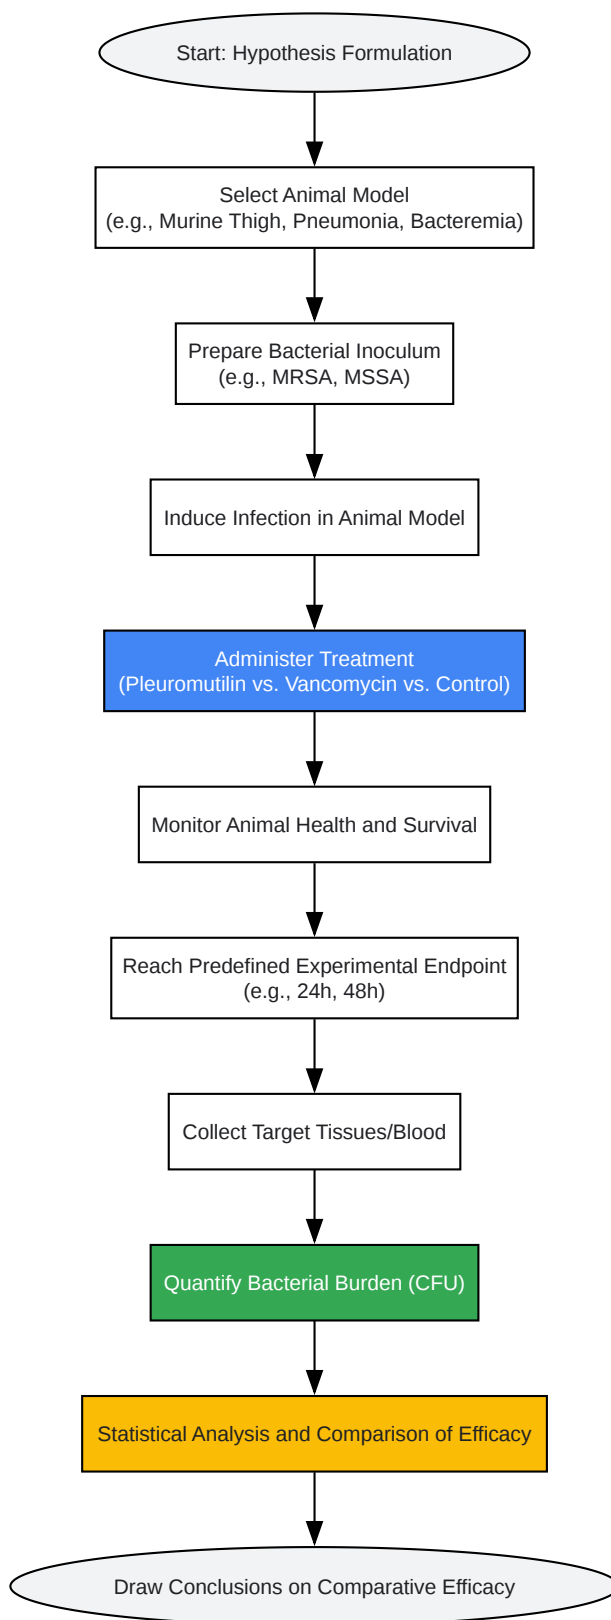 Start: Hypothesis Formulation
Select Animal Model
(e.g., Murine Thigh, Pneumonia, Bacteremia)
Prepare Bacterial Inoculum
(e.g., MRSA, MSSA)
Induce Infection in Animal Model
Administer Treatment
(Pleuromutilin vs. Vancomycin vs. Control)
Monitor Animal Health and Survival
Reach Predefined Experimental Endpoint
(e.g., 24h, 48h)
Collect Target Tissues/Blood
Quantify Bacterial Burden (CFU)
Statistical Analysis and Comparison of Efficacy
Draw Conclusions on Comparative Efficacy